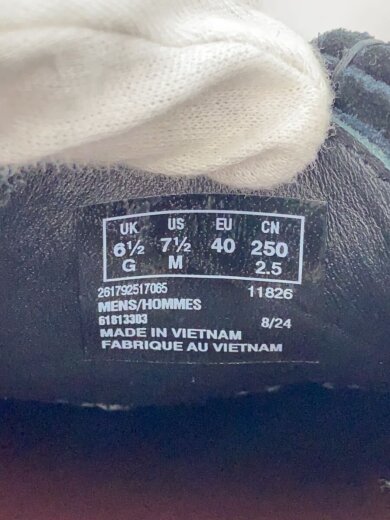 UK US EU CN
6½ 7½ 40 250
G M 2.5
261792517065 11826
MENS/HOMMES
61813303 8/24
MADE IN VIETNAM
FABRIQUE AU VIETNAM